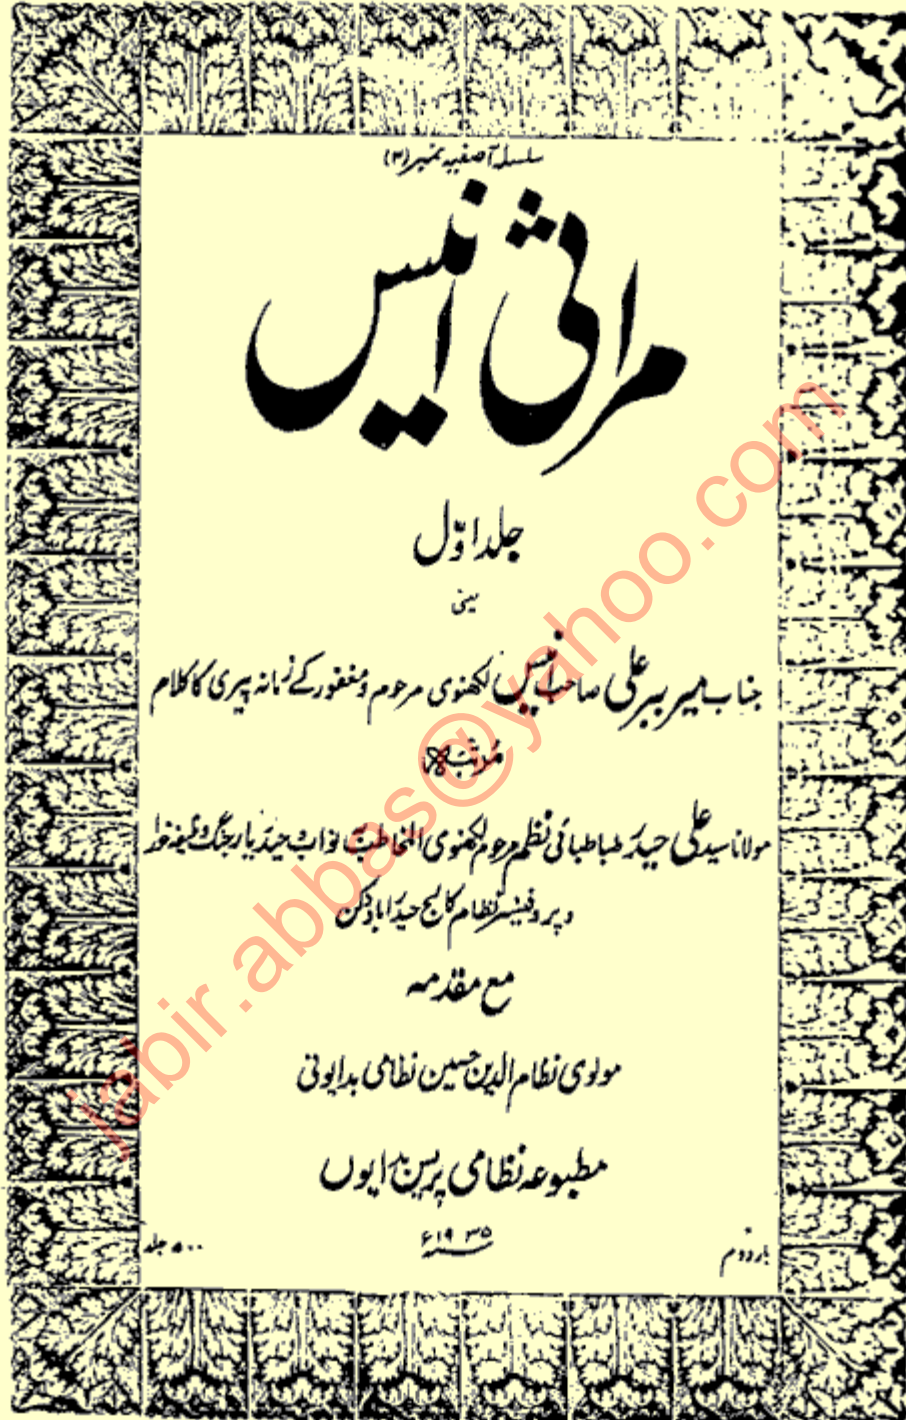 سلسلہ آصفیہ نمبر (۳)
مراثی انیس
جلد اوّل
یعنی
جناب میر ببر علی صاحب انیس لکھنوی مرحوم و مغفور کے زمانہ پیری کا کلام
مرتبہ
مولانا سید علی حیدر طباطبائی نظم مرحوم لکھنوی المخاطب بہ نواب حیدر یار جنگ وظیفہ خوار
و پروفیسر نظام کالج حیدرآباد دکن
مع مقدمہ
مولوی نظام الدین حسین نظامی بدایونی
مطبوعہ نظامی پریس بدایوں
بار دوم
۱۹۳۵ء
۵۰۰ جلد
jabir.abbas@yahoo.com